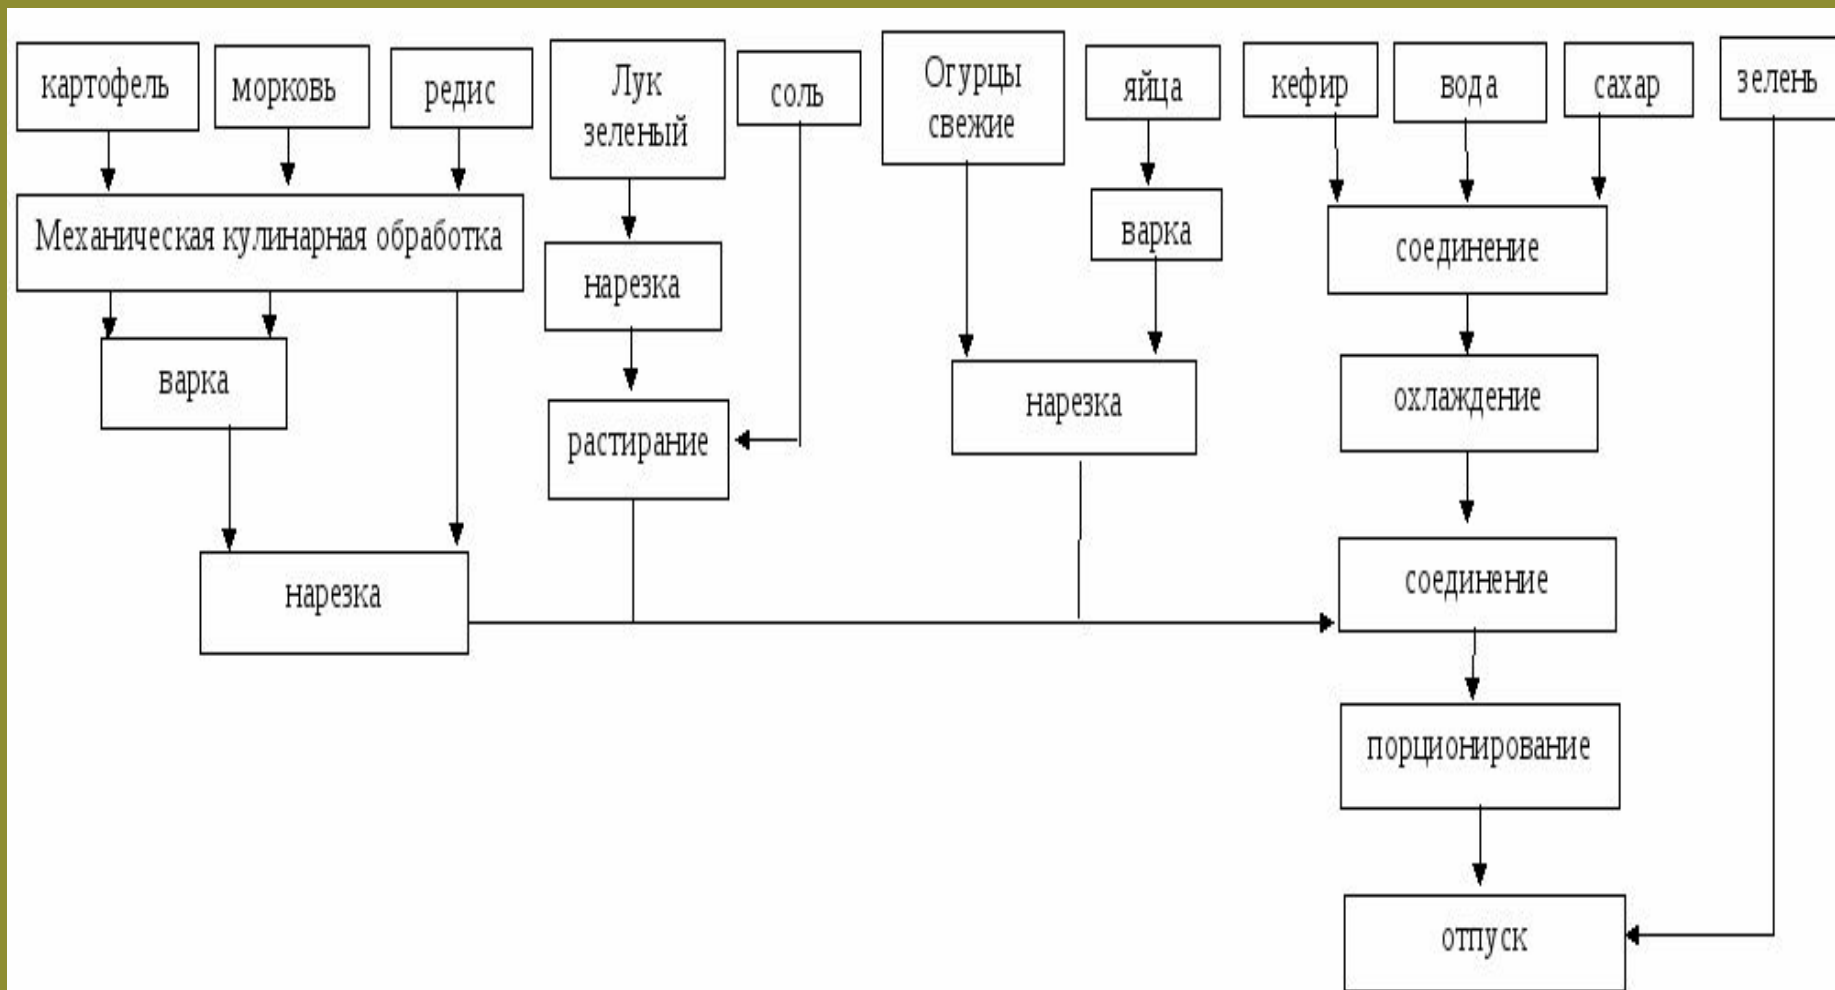 картофель
морковь
редис
Лук
зеленый
соль
Огурцы
свежие
яйца
кефир
вода
сахар
зелень
Механическая кулинарная обработка
нарезка
варка
соединение
варка
растирание
нарезка
охлаждение
нарезка
соединение
порционирование
отпуск